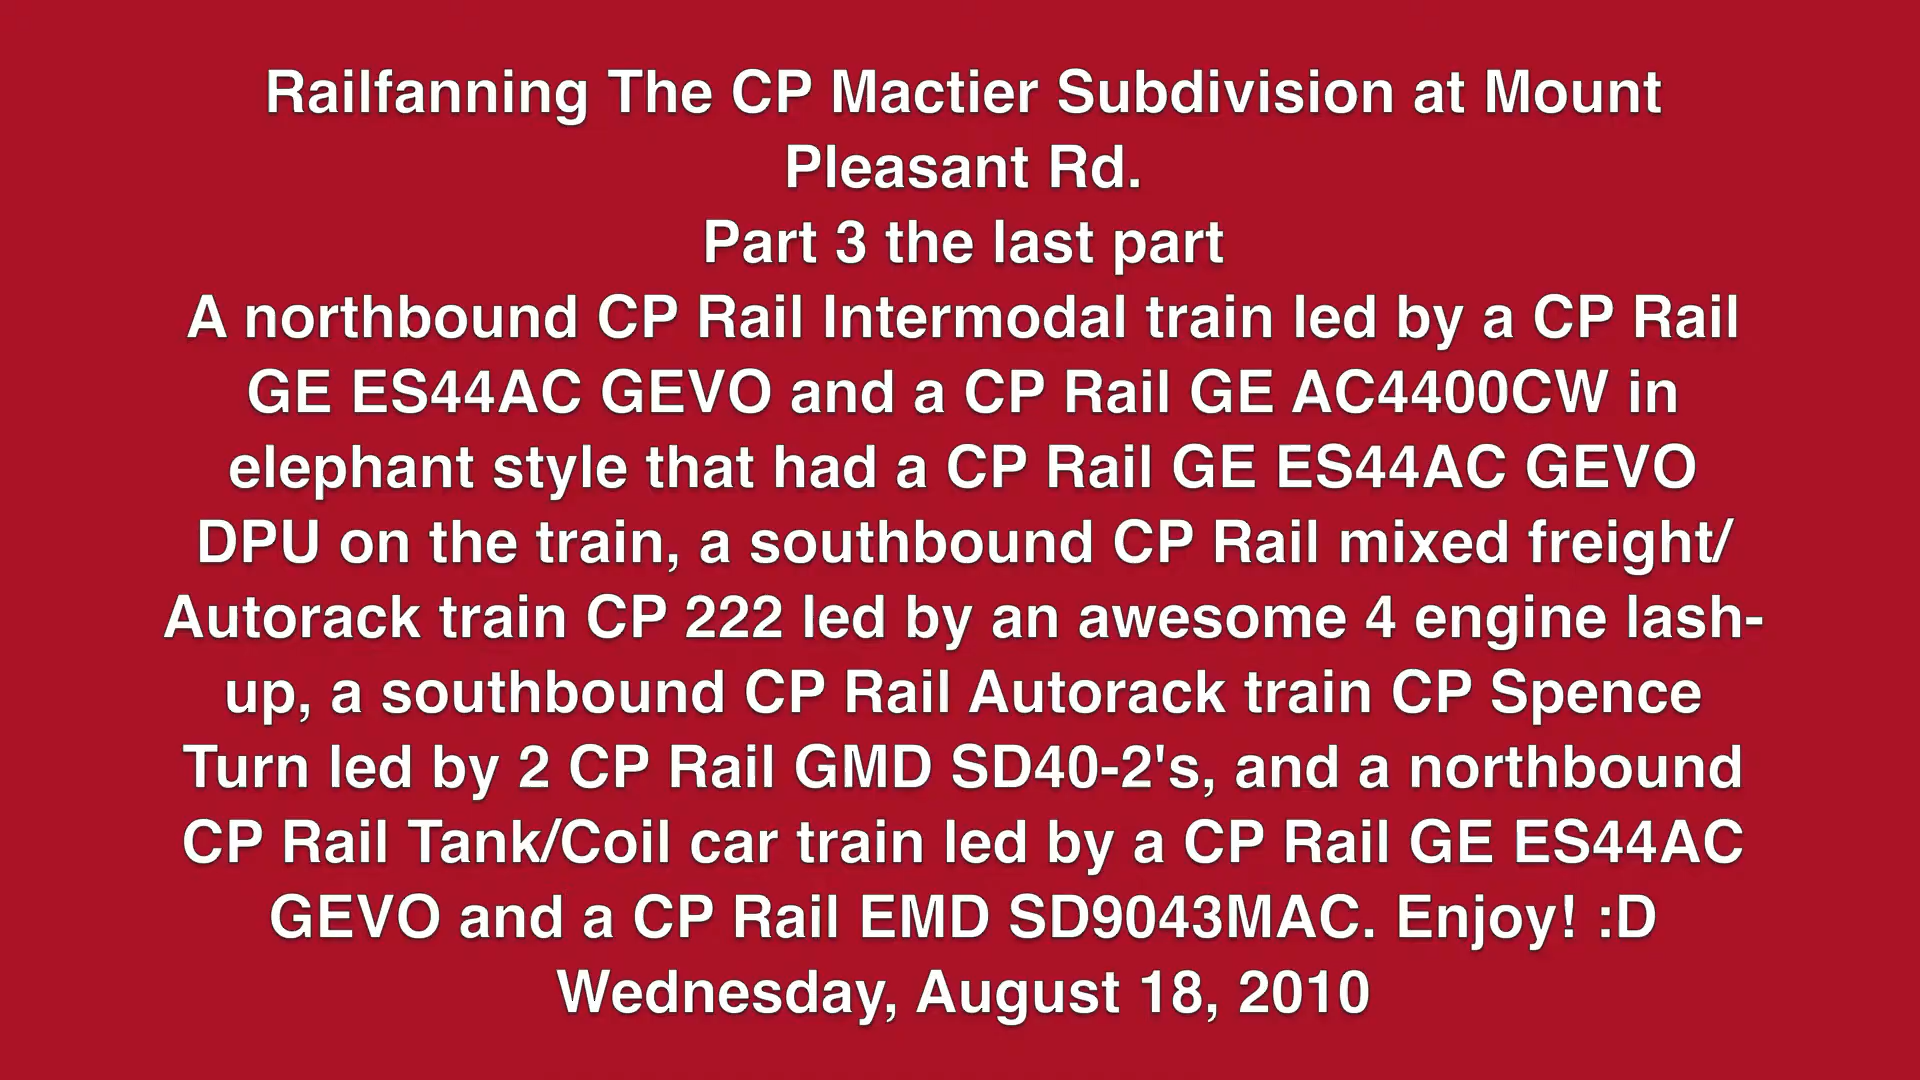 Railfanning The CP Mactier Subdivision at Mount
Pleasant Rd.
Part 3 the last part
A northbound CP Rail Intermodal train led by a CP Rail
GE ES44AC GEVO and a CP Rail GE AC4400CW in
elephant style that had a CP Rail GE ES44AC GEVO
DPU on the train, a southbound CP Rail mixed freight/
Autorack train CP 222 led by an awesome 4 engine lash-
up, a southbound CP Rail Autorack train CP Spence
Turn led by 2 CP Rail GMD SD40-2's, and a northbound
CP Rail Tank/Coil car train led by a CP Rail GE ES44AC
GEVO and a CP Rail EMD SD9043MAC. Enjoy! :D
Wednesday, August 18, 2010